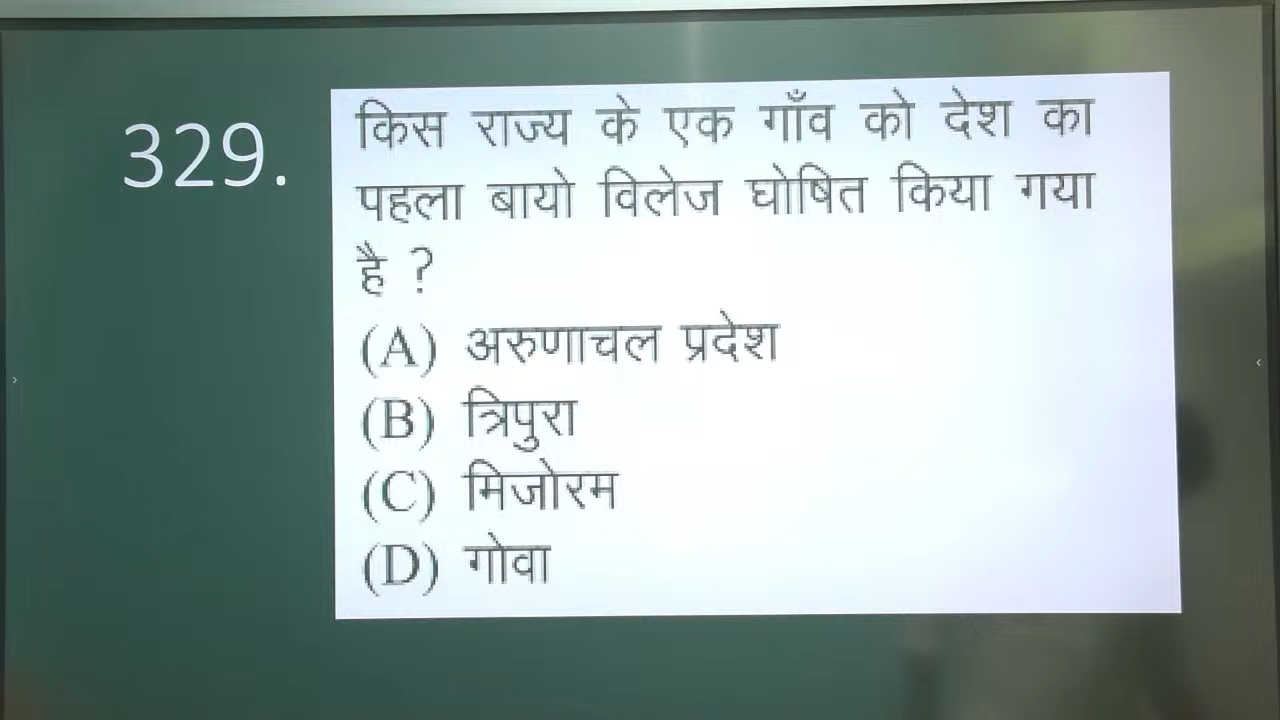 329.
किस राज्य के एक गाँव को देश का
पहला बायो विलेज घोषित किया गया
है ?
(A) अरुणाचल प्रदेश
(B) त्रिपुरा
(C) मिजोरम
(D) गोवा